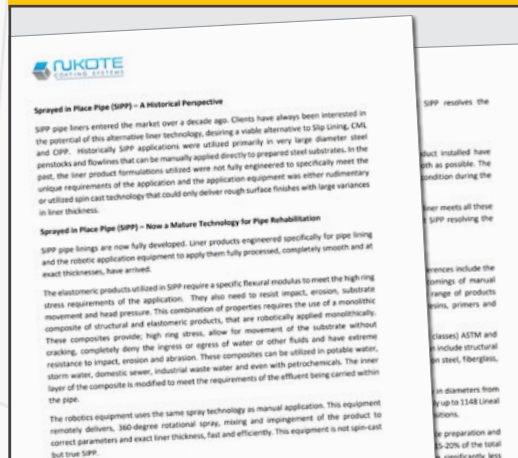 NUKOTE
COATING SYSTEMS
Sprayed in Place Pipe (SIPP) – A Historical Perspective
SIPP pipe liners entered the market over a decade ago. Clients have always been interested in
the potential of this alternative liner technology, desiring a viable alternative to Slip Lining, CML
and CIPP. Historically SIPP applications were utilized primarily in very large diameter steel
penstocks and flowlines that can be manually applied directly to prepared steel substrates. In the
past, the liner product formulations utilized were not fully engineered to specifically meet the
unique requirements of the application and the application equipment was either rudimentary
or utilized spin cast technology that could only deliver rough surface finishes with large variances
in liner thickness.
Sprayed in Place Pipe (SIPP) – Now a Mature Technology for Pipe Rehabilitation
SIPP pipe linings are now fully developed. Liner products engineered specifically for pipe lining
and the robotic application equipment to apply them fully processed, completely smooth and at
exact thicknesses, have arrived.
The elastomeric products utilized in SIPP require a specific flexural modulus to meet the high ring
stress requirements of the application. They also need to resist impact, erosion, substrate
movement and head pressure. This combination of properties requires the use of a monolithic
composite of structural and elastomeric products, that are robotically applied monolithically.
These composites provide; high ring stress, allow for movement of the substrate without
cracking, completely deny the ingress or egress of water or other fluids and have extreme
resistance to impact, erosion and abrasion. These composites can be utilized in potable water,
storm water, domestic sewer, industrial waste water and even with petrochemicals. The inner
layer of the composite is modified to meet the requirements of the effluent being carried within
the pipe.
The robotics equipment uses the same spray technology as manual application. This equipment
remotely delivers, 360-degree rotational spray, mixing and impingement of the product to
correct parameters and exact liner thickness, fast and efficiently. This equipment is not spin-cast
but true SIPP.
SIPP resolves the
duct installed have
oth as possible. The
ondition during the
liner meets all these
SIPP resolving the
erences include the
comings of manual
range of products
esins, primers and
classes) ASTM and
include structural
on steel, fiberglass,
in diameters from
ly up to 1148 Lineal
sitions.
e preparation and
15-20% of the total
significantly less